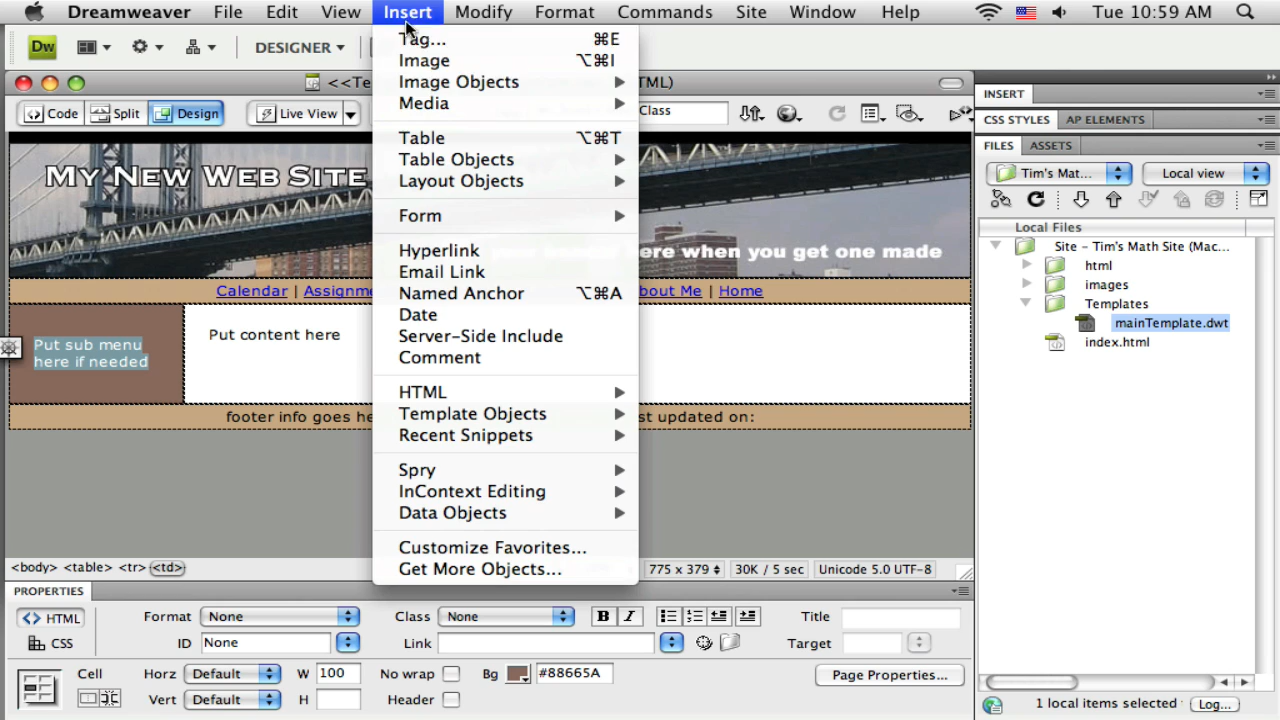 Dreamweaver File Edit View Insert Modify Format Commands Site Window Help Tue 10:59 AM
Dw DESIGNER
<<Te
TML)
Code Split Design Live View
Class
My New Web Site
ere when you get one made
Calendar | Assignme
bout Me | Home
Put sub menu
here if needed
Put content here
footer info goes he
st updated on:
Tag... ⌘E
Image ⌥⌘I
Image Objects
Media
Table ⌥⌘T
Table Objects
Layout Objects
Form
Hyperlink
Email Link
Named Anchor ⌥⌘A
Date
Server-Side Include
Comment
HTML
Template Objects
Recent Snippets
Spry
InContext Editing
Data Objects
Customize Favorites...
Get More Objects...
INSERT
CSS STYLES AP ELEMENTS
FILES ASSETS
Tim's Mat... Local view
Local Files
Site – Tim's Math Site (Mac...
html
images
Templates
mainTemplate.dwt
index.html
1 local items selected Log...
<body> <table> <tr> <td> 775 x 379 30K / 5 sec Unicode 5.0 UTF-8
PROPERTIES
<> HTML Format None Class None B I Title
CSS ID None Link Target
Cell Horz Default W 100 No wrap Bg #88665A Page Properties...
Vert Default H Header